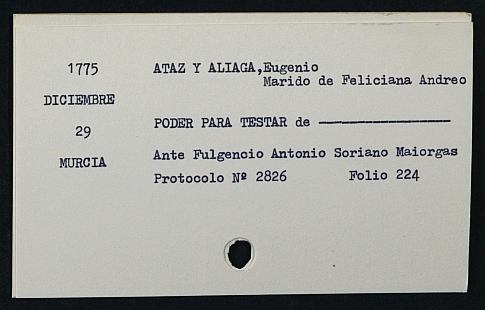 1775
DICIEMBRE
29
MURCIA
ATAZ Y ALIAGA,Eugenio
Marido de Feliciana Andreo
PODER PARA TESTAR de ——————————
Ante Fulgencio Antonio Soriano Maiorgas
Protocolo Nº 2826 Folio 224